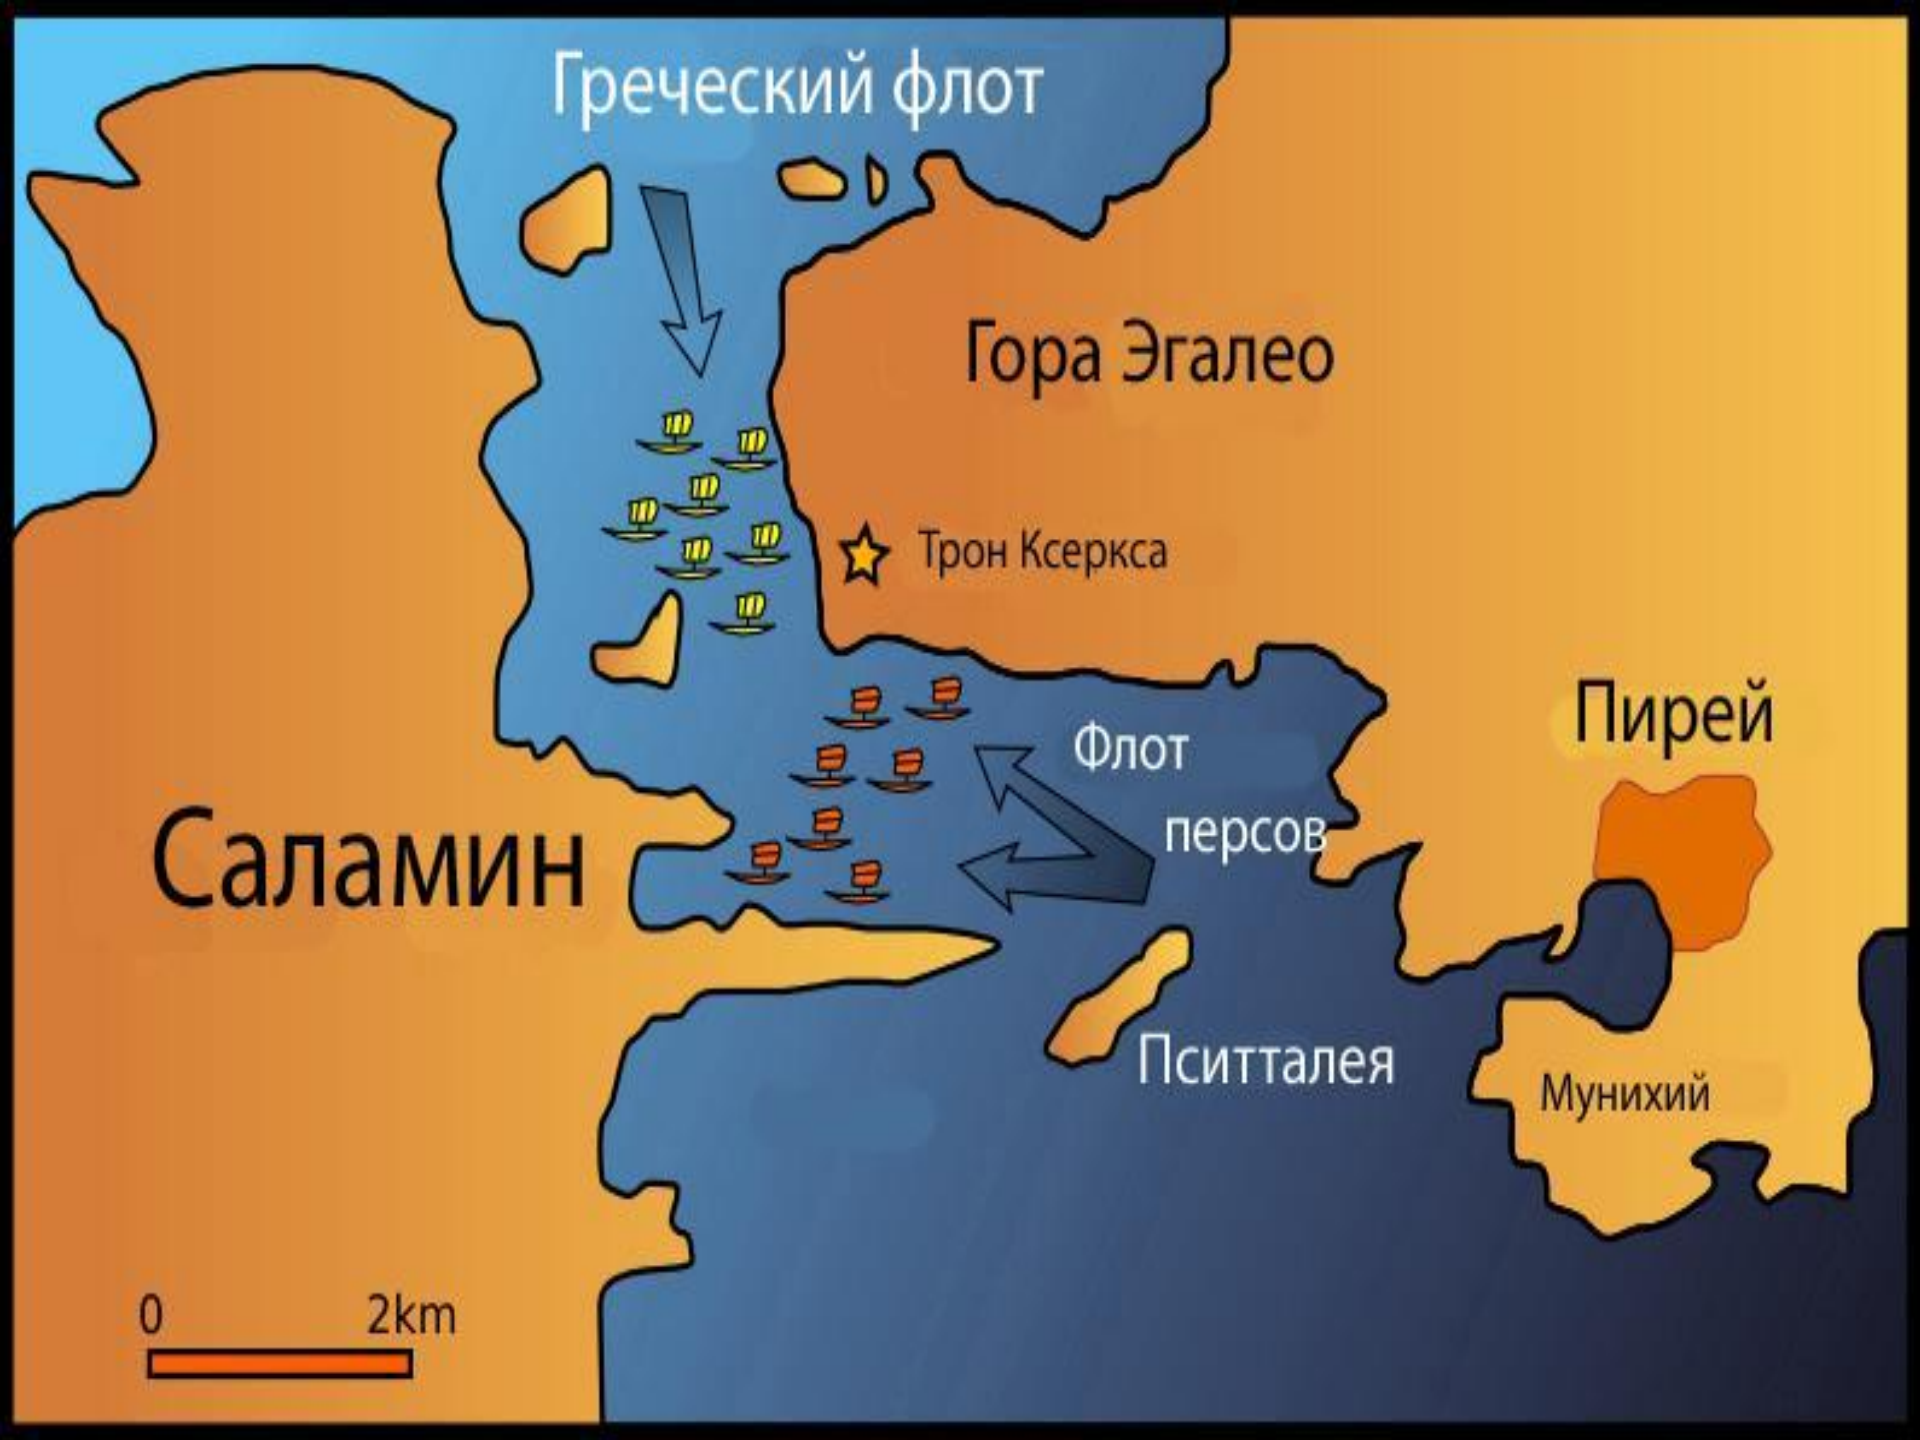 Греческий флот
Гора Эгалео
Трон Ксеркса
Пирей
Флот
персов
Саламин
Пситталея
Мунихий
0 2km